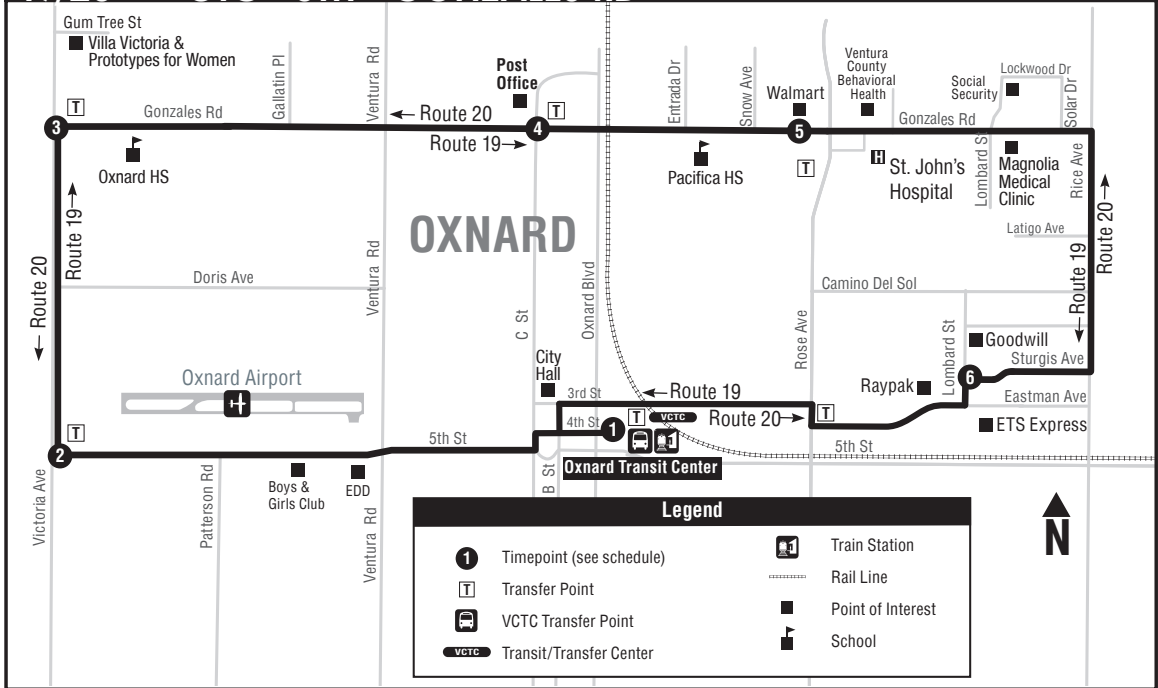 Gum Tree St
Villa Victoria &
Prototypes for Women
T
3
Gonzales Rd
Oxnard HS
Gallatin Pl
Ventura Rd
← Route 20
Route 19→
Post
Office
T
4
Entrada Dr
Snow Ave
Pacifica HS
Walmart
5
T
Ventura
County
Behavioral
Health
H
St. John's
Hospital
Gonzales Rd
Social
Security
Lockwood Dr
Solar Dr
Lombard St
Magnolia
Medical
Clinic
Rice Ave
Latigo Ave
Route 20→
←Route 19
← Route 20
Route 19→
OXNARD
Doris Ave
Ventura Rd
C St
Oxnard Blvd
Rose Ave
Camino Del Sol
Lombard St
Goodwill
Sturgis Ave
6
Raypak
Eastman Ave
ETS Express
Oxnard Airport
City
Hall
3rd St
←Route 19
4th St
1
T
VCTC
Route 20→
T
T
2
5th St
5th St
Oxnard Transit Center
B St
Victoria Ave
Patterson Rd
Boys &
Girls Club
EDD
Ventura Rd
N
Legend
1 Timepoint (see schedule)
T Transfer Point
VCTC Transfer Point
VCTC Transit/Transfer Center
Train Station
Rail Line
Point of Interest
School